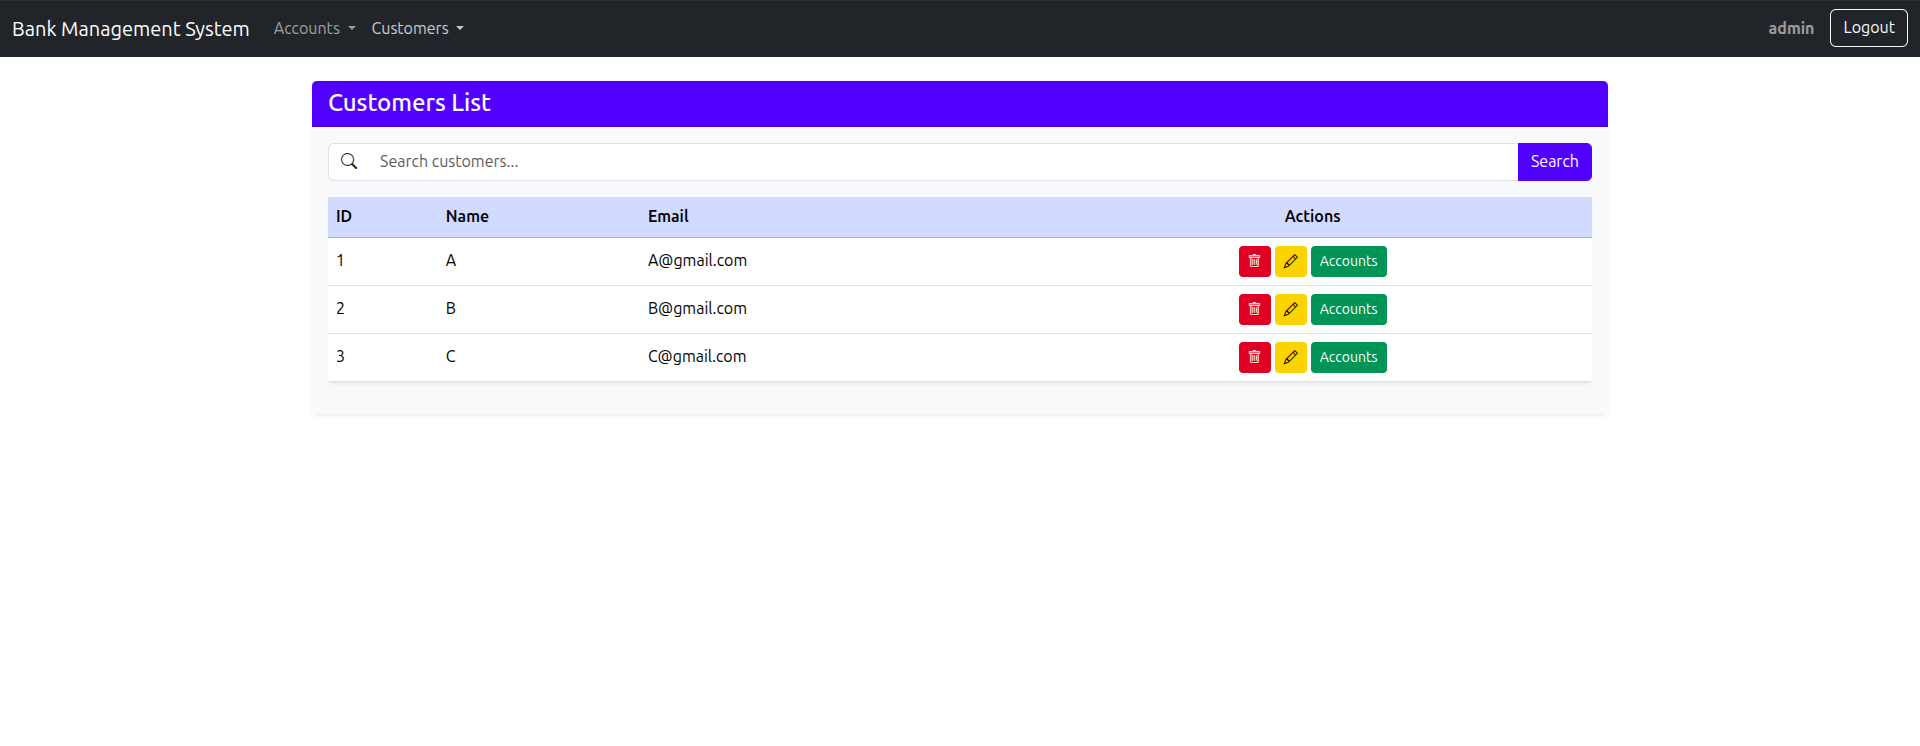 Bank Management System Accounts Customers admin Logout
Customers List
Search customers... Search
ID Name Email Actions
1 A A@gmail.com Accounts
2 B B@gmail.com Accounts
3 C C@gmail.com Accounts